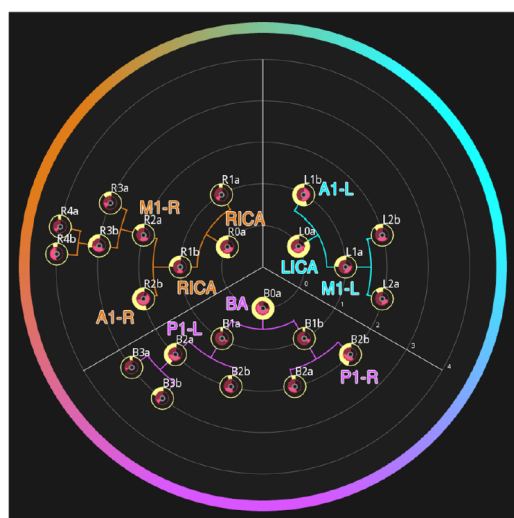 R1a
L1b
A1-L
R3a
R4a
M1-R
R2a
RICA
L2b
R4b
R3b
R0a
L0a
LICA
R1b
L1a
RICA
M1-L
0
R2b
L2a
A1-R
B0a
BA
1
P1-L
B1a
B1b
2
B2a
B2b
3
B3a
B2b
B2a
P1-R
4
B3b